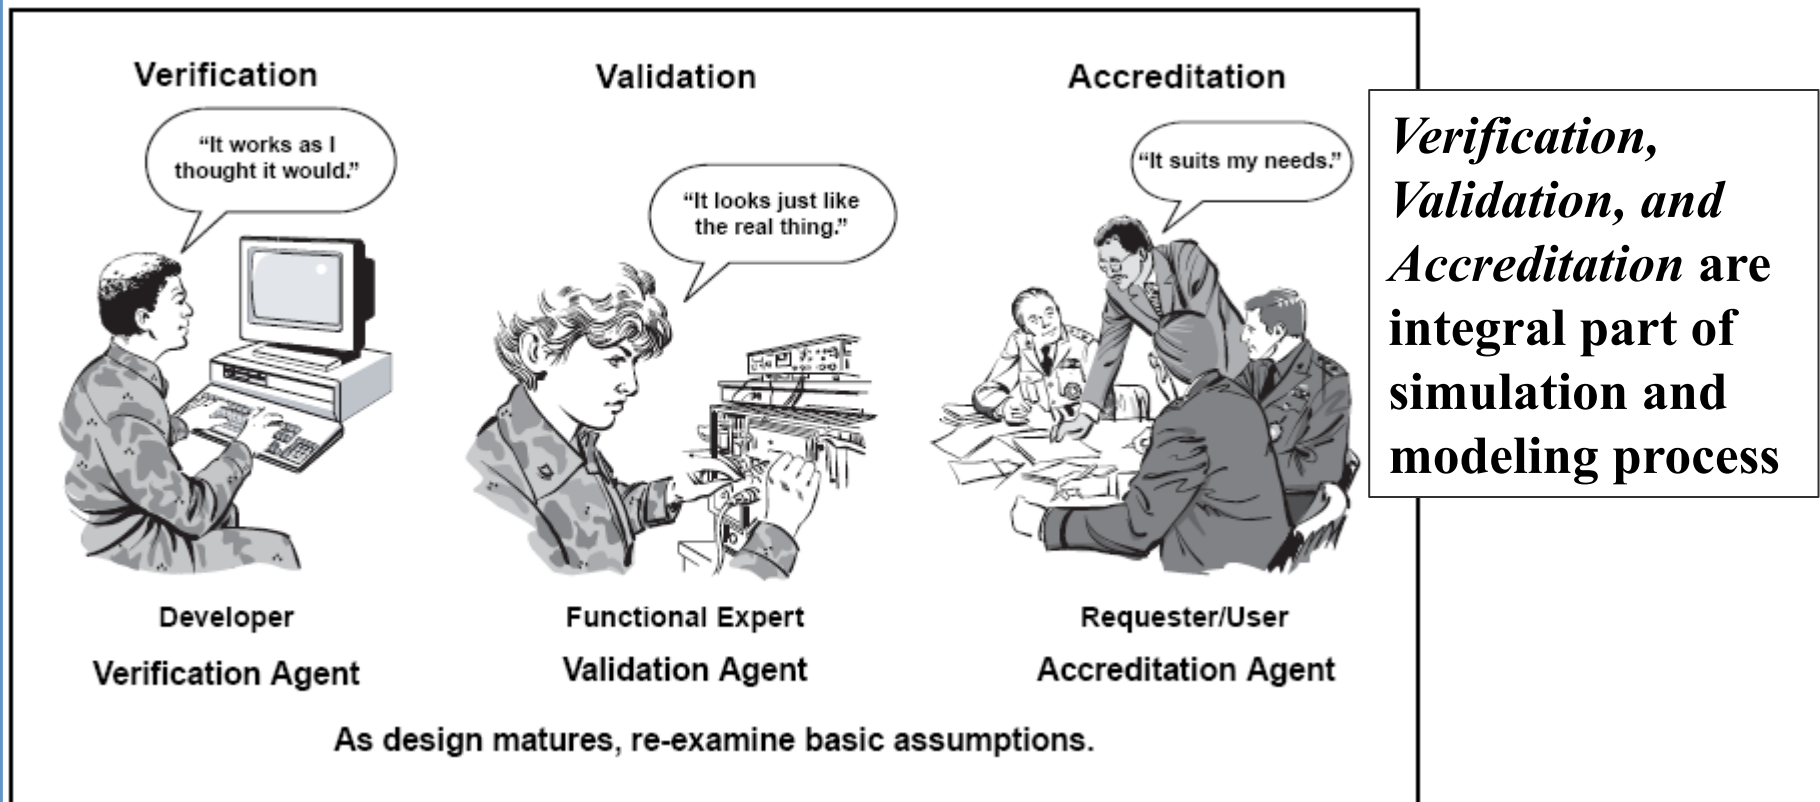 Verification
“It works as I
thought it would.”
Developer
Verification Agent
Validation
“It looks just like
the real thing.”
Functional Expert
Validation Agent
Accreditation
“It suits my needs.”
Requester/User
Accreditation Agent
As design matures, re-examine basic assumptions.
Verification,
Validation, and
Accreditation are
integral part of
simulation and
modeling process